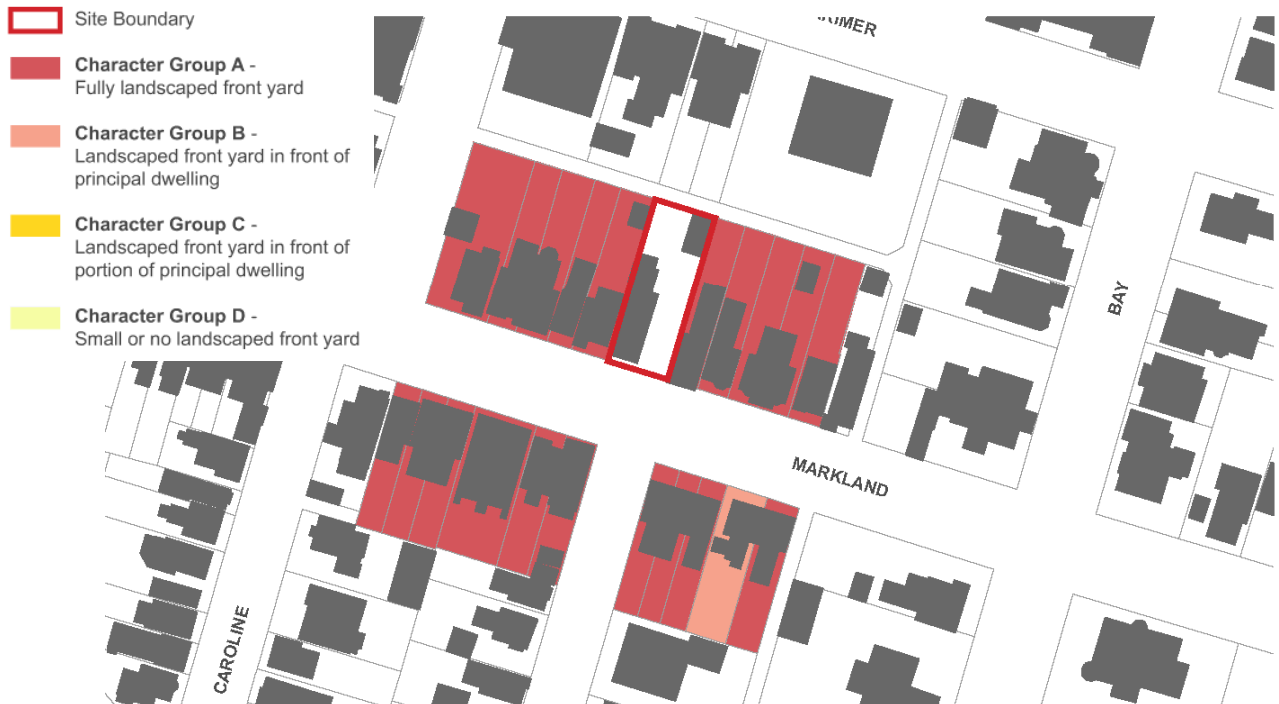 Site Boundary
Character Group A -
Fully landscaped front yard
Character Group B -
Landscaped front yard in front of
principal dwelling
Character Group C -
Landscaped front yard in front of
portion of principal dwelling
Character Group D -
Small or no landscaped front yard
BAY
MARKLAND
CAROLINE